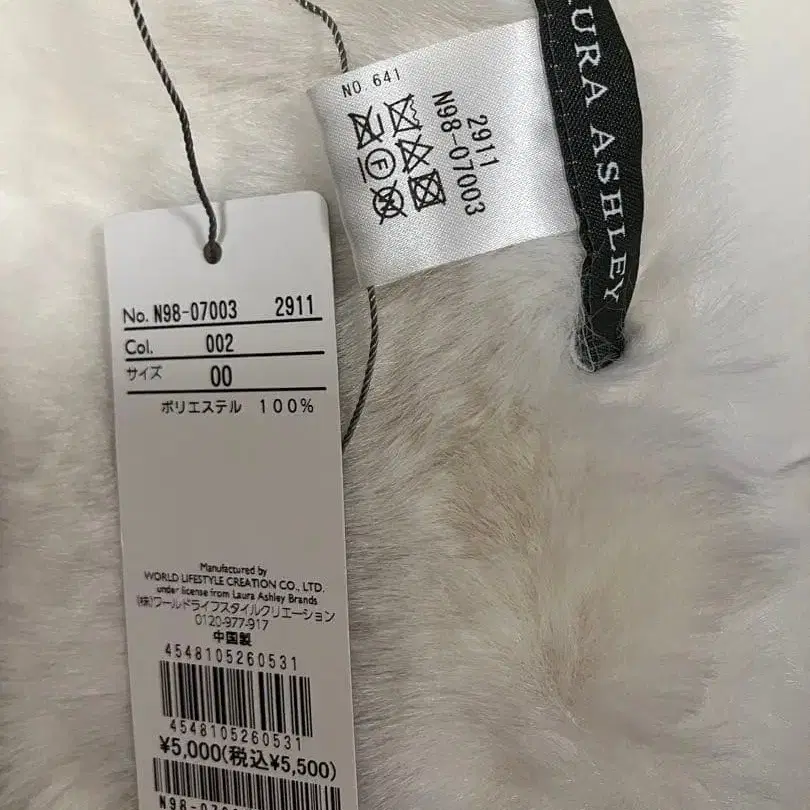 LAURA ASHLEY
NO. 641
2911
N98-07003
F
No. N98-07003 2911
Col. 002
サイズ 00
ポリエステル 100%
Manufactured by
WORLD LIFESTYLE CREATION CO., LTD.
under license from Laura Ashley Brands
(株)ワールドライフスタイルクリエーション
0120-977-917
中国製
4548105260531
4548105260531
¥5,000(税込¥5,500)